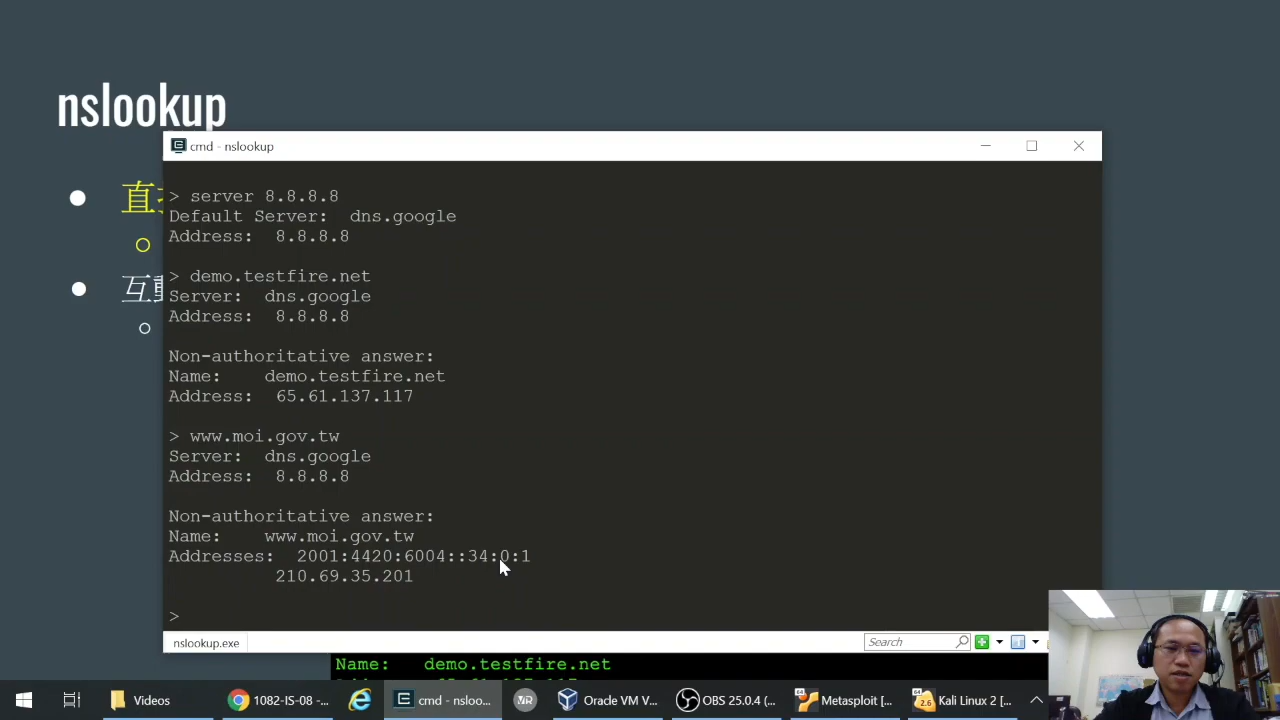 nslookup
直
互動
cmd - nslookup
> server 8.8.8.8
Default Server:  dns.google
Address:  8.8.8.8
> demo.testfire.net
Server:  dns.google
Address:  8.8.8.8
Non-authoritative answer:
Name:    demo.testfire.net
Address:  65.61.137.117
> www.moi.gov.tw
Server:  dns.google
Address:  8.8.8.8
Non-authoritative answer:
Name:    www.moi.gov.tw
Addresses:  2001:4420:6004::34:0:1
210.69.35.201
>
nslookup.exe
Search
Name:   demo.testfire.net
Videos
1082-IS-08 -...
cmd - nsloo...
Oracle VM V...
OBS 25.0.4 (...
Metasploit [...
Kali Linux 2 [...